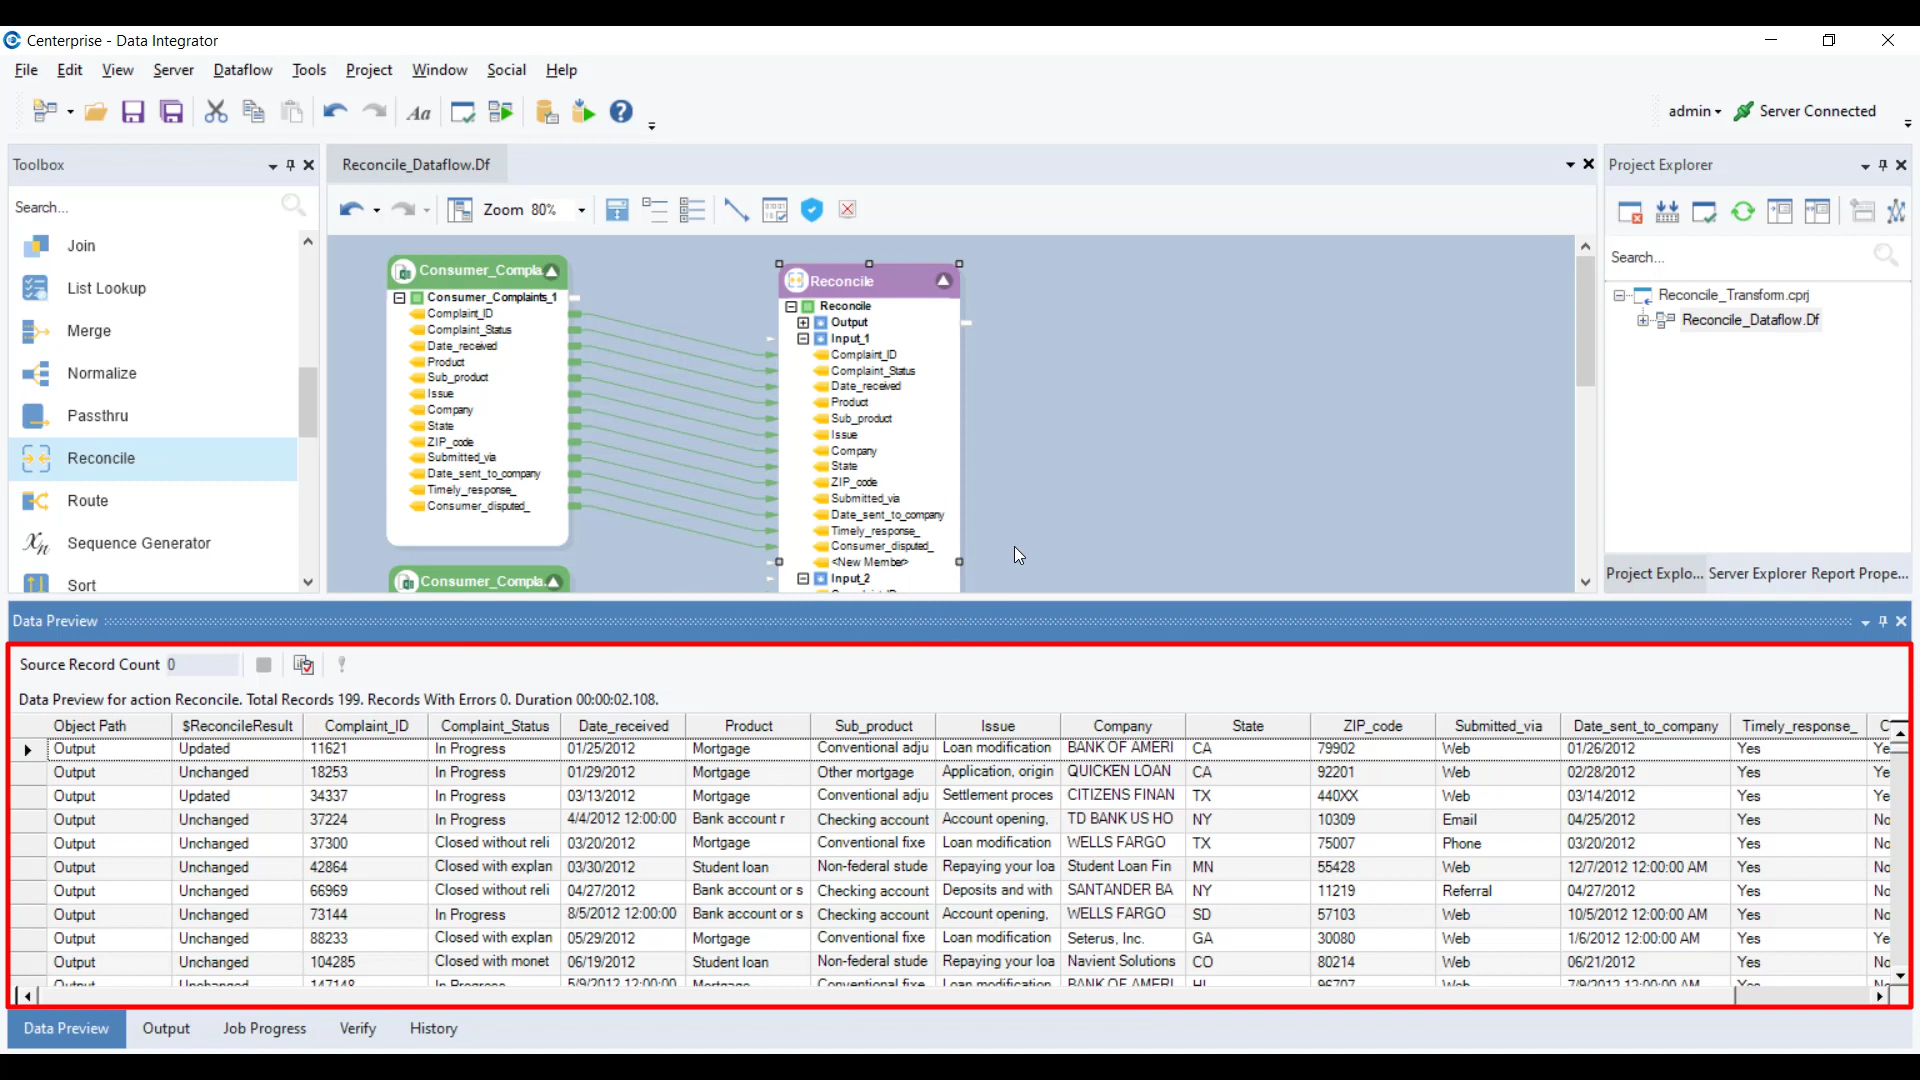 Centerprise - Data Integrator
File Edit View Server Dataflow Tools Project Window Social Help
Aa
admin Server Connected
Toolbox
Search...
Join
List Lookup
Merge
Normalize
Passthru
Reconcile
Route
Sequence Generator
Sort
Reconcile_Dataflow.Df
Zoom 80%
Consumer_Compla.
Consumer_Complaints_1
Complaint_ID
Complaint_Status
Date_received
Product
Sub_product
Issue
Company
State
ZIP_code
Submitted_via
Date_sent_to_company
Timely_response_
Consumer_disputed_
Consumer_Compla.
Reconcile
Reconcile
Output
Input_1
Complaint_ID
Complaint_Status
Date_received
Product
Sub_product
Issue
Company
State
ZIP_code
Submitted_via
Date_sent_to_company
Timely_response_
Consumer_disputed_
<New Member>
Input_2
Project Explorer
Search...
Reconcile_Transform.cprj
Reconcile_Dataflow.Df
Project Explo... Server Explorer Report Prope...
Data Preview
Source Record Count 0
Data Preview for action Reconcile. Total Records 199. Records With Errors 0. Duration 00:00:02.108.
Object Path $ReconcileResult Complaint_ID Complaint_Status Date_received Product Sub_product Issue Company State ZIP_code Submitted_via Date_sent_to_company Timely_response_ C
Output Updated 11621 In Progress 01/25/2012 Mortgage Conventional adju Loan modification BANK OF AMERI CA 79902 Web 01/26/2012 Yes Ye
Output Unchanged 18253 In Progress 01/29/2012 Mortgage Other mortgage Application, origin QUICKEN LOAN CA 92201 Web 02/28/2012 Yes Ye
Output Updated 34337 In Progress 03/13/2012 Mortgage Conventional adju Settlement proces CITIZENS FINAN TX 440XX Web 03/14/2012 Yes Ye
Output Unchanged 37224 In Progress 4/4/2012 12:00:00 Bank account r Checking account Account opening, TD BANK US HO NY 10309 Email 04/25/2012 Yes No
Output Unchanged 37300 Closed without reli 03/20/2012 Mortgage Conventional fixe Loan modification WELLS FARGO TX 75007 Phone 03/20/2012 Yes No
Output Unchanged 42864 Closed with explan 03/30/2012 Student loan Non-federal stude Repaying your loa Student Loan Fin MN 55428 Web 12/7/2012 12:00:00 AM Yes No
Output Unchanged 66969 Closed without reli 04/27/2012 Bank account or s Checking account Deposits and with SANTANDER BA NY 11219 Referral 04/27/2012 Yes No
Output Unchanged 73144 In Progress 8/5/2012 12:00:00 Bank account or s Checking account Account opening, WELLS FARGO SD 57103 Web 10/5/2012 12:00:00 AM Yes No
Output Unchanged 88233 Closed with explan 05/29/2012 Mortgage Conventional fixe Loan modification Seterus, Inc. GA 30080 Web 1/6/2012 12:00:00 AM Yes Ye
Output Unchanged 104285 Closed with monet 06/19/2012 Student loan Non-federal stude Repaying your loa Navient Solutions CO 80214 Web 06/21/2012 Yes No
Data Preview Output Job Progress Verify History